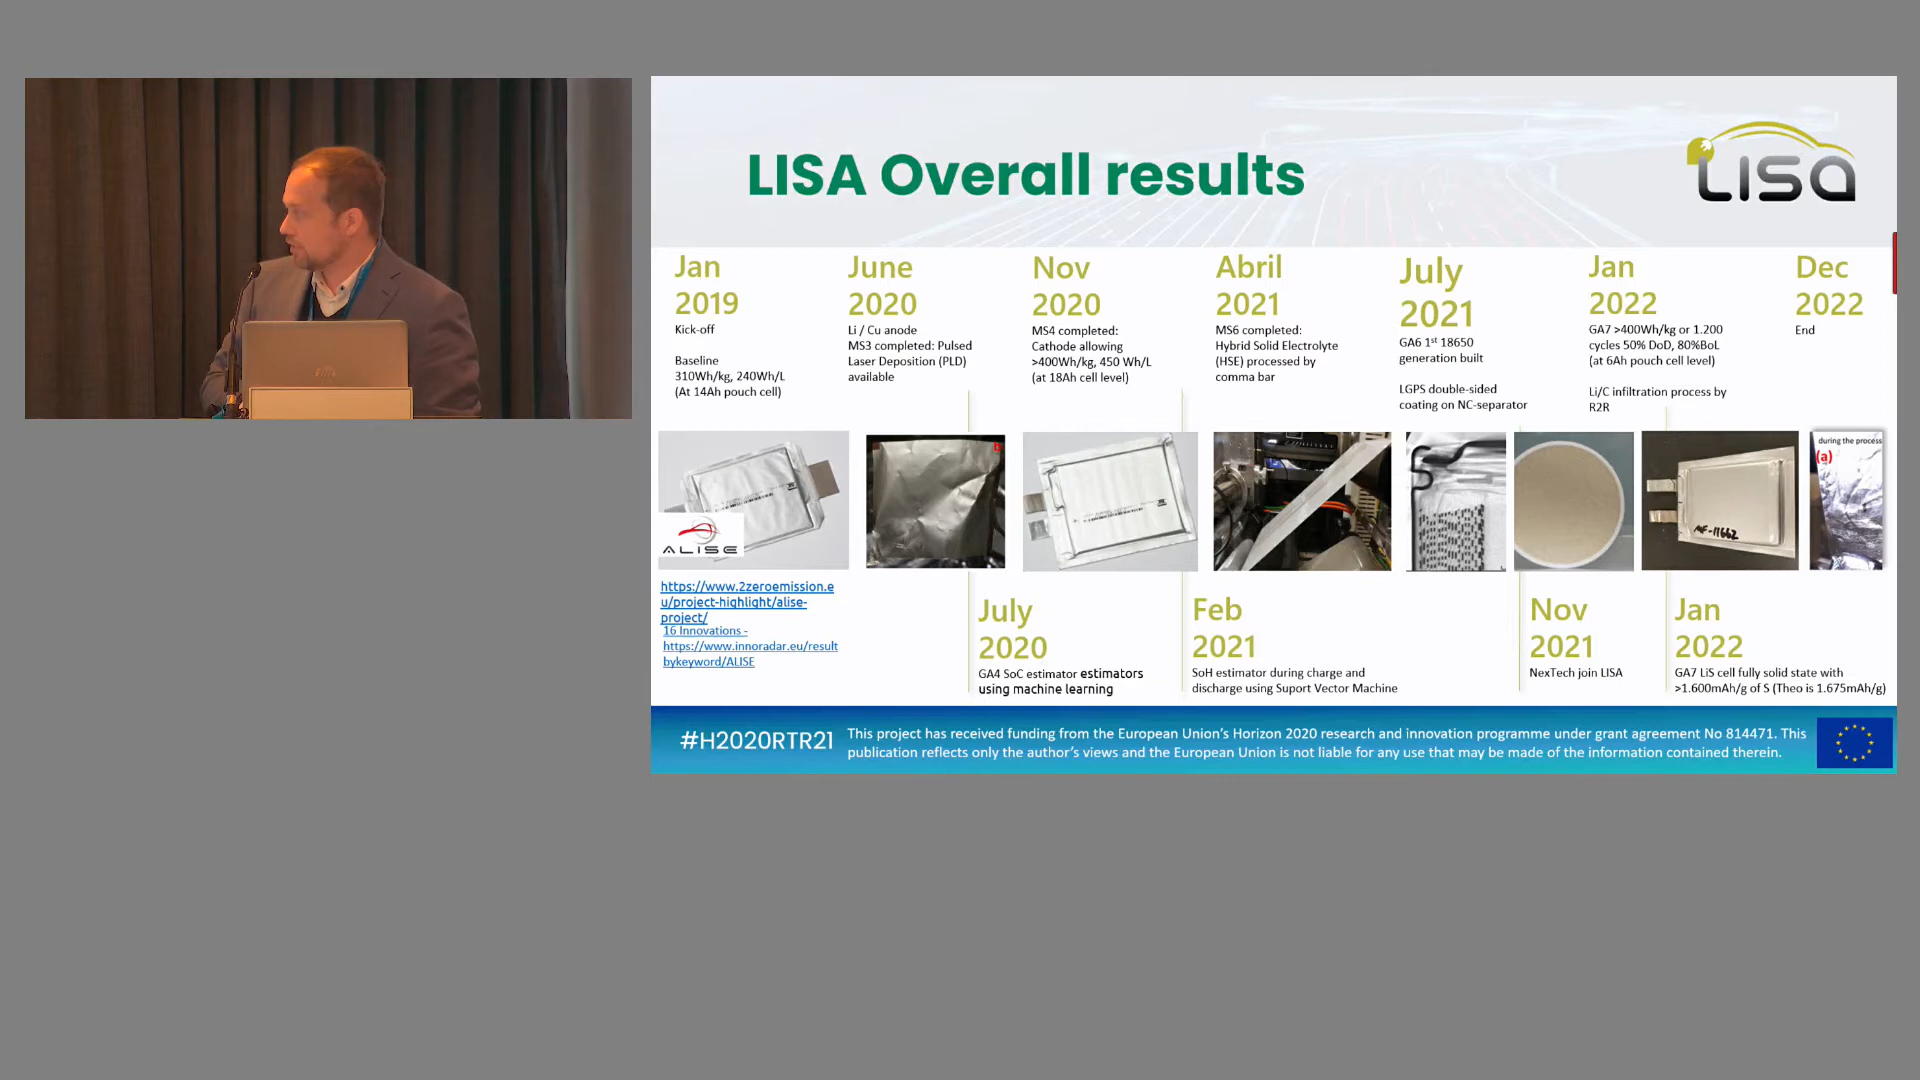 LISA Overall results
LISA
Jan
2019
Kick-off
Baseline
310Wh/kg, 240Wh/L
(At 14Ah pouch cell)
June
2020
Li / Cu anode
MS3 completed: Pulsed
Laser Deposition (PLD)
available
Nov
2020
MS4 completed:
Cathode allowing
>400Wh/kg, 450 Wh/L
(at 18Ah cell level)
Abril
2021
MS6 completed:
Hybrid Solid Electrolyte
(HSE) processed by
comma bar
July
2021
GA6 1st 18650
generation built
LGPS double-sided
coating on NC-separator
Jan
2022
GA7 >400Wh/kg or 1.200
cycles 50% DoD, 80%BoL
(at 6Ah pouch cell level)
Li/C infiltration process by
R2R
Dec
2022
End
ALISE
during the process
(a)
https://www.2zeroemission.e
u/project-highlight/alise-
project/
16 Innovations -
https://www.innoradar.eu/result
bykeyword/ALISE
July
2020
GA4 SoC estimator estimators
using machine learning
Feb
2021
SoH estimator during charge and
discharge using Suport Vector Machine
Nov
2021
NexTech join LISA
Jan
2022
GA7 LiS cell fully solid state with
>1.600mAh/g of S (Theo is 1.675mAh/g)
#H2020RTR21
This project has received funding from the European Union's Horizon 2020 research and innovation programme under grant agreement No 814471. This
publication reflects only the author's views and the European Union is not liable for any use that may be made of the information contained therein.